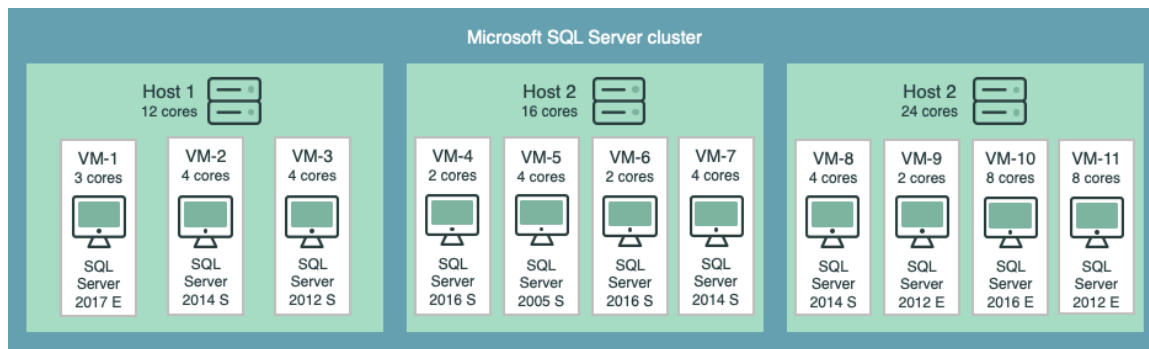 Microsoft SQL Server cluster
Host 1
12 cores
VM-1
3 cores
SQL
Server
2017 E
VM-2
4 cores
SQL
Server
2014 S
VM-3
4 cores
SQL
Server
2012 S
Host 2
16 cores
VM-4
2 cores
SQL
Server
2016 S
VM-5
4 cores
SQL
Server
2005 S
VM-6
2 cores
SQL
Server
2016 S
VM-7
4 cores
SQL
Server
2014 S
Host 2
24 cores
VM-8
4 cores
SQL
Server
2014 S
VM-9
2 cores
SQL
Server
2012 E
VM-10
8 cores
SQL
Server
2016 E
VM-11
8 cores
SQL
Server
2012 E